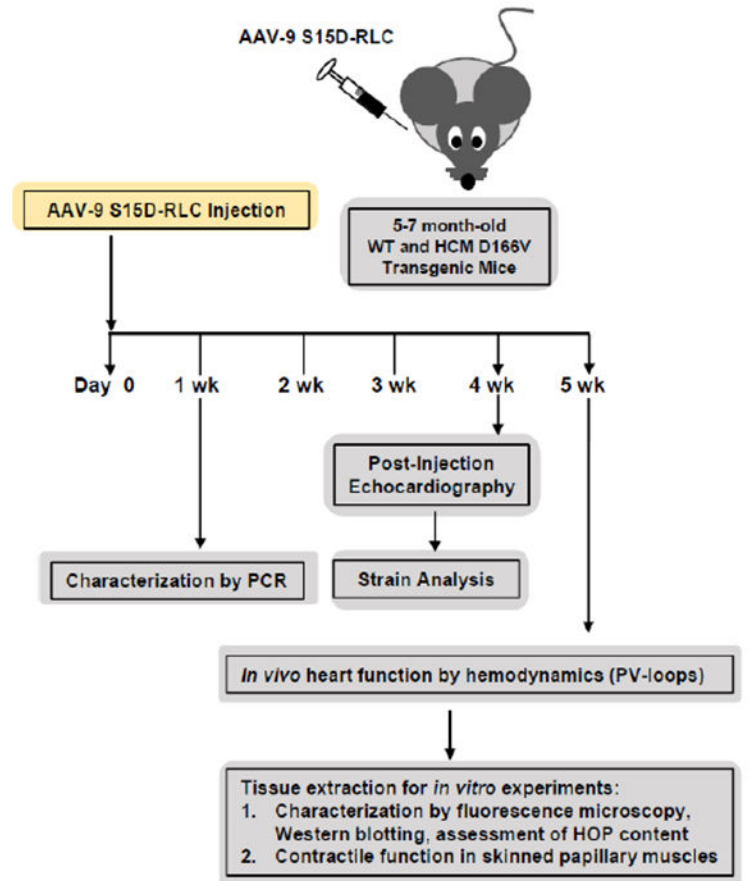 AAV-9 S15D-RLC
AAV-9 S15D-RLC Injection
5-7 month-old
WT and HCM D166V
Transgenic Mice
Day 0 1 wk 2 wk 3 wk 4 wk 5 wk
Post-Injection
Echocardiography
Characterization by PCR
Strain Analysis
In vivo heart function by hemodynamics (PV-loops)
Tissue extraction for in vitro experiments:
1. Characterization by fluorescence microscopy,
Western blotting, assessment of HOP content
2. Contractile function in skinned papillary muscles